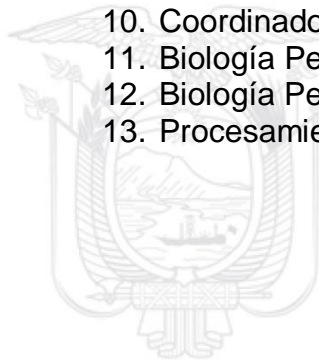 10. Coordinado
11. Biología Pe
12. Biología Pe
13. Procesamie